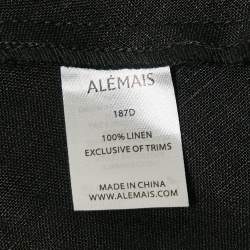 ALÉMAIS
187D
100% LINEN
EXCLUSIVE OF TRIMS
MADE IN CHINA
WWW.ALEMAIS.COM